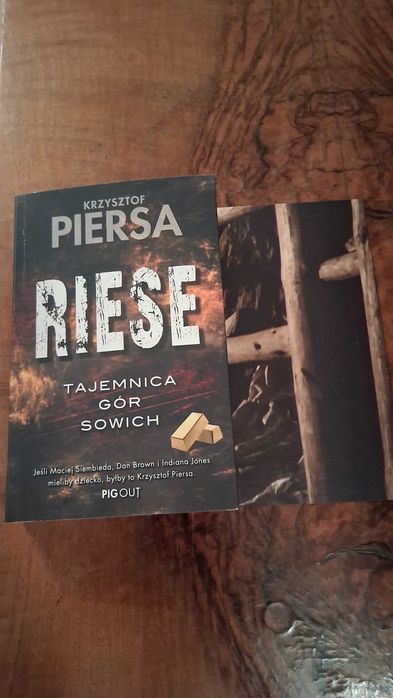 KRZYSZTOF
PIERSA
RIESE
TAJEMNICA
GÓR
SOWICH
Jeśli Maciej Siembieda, Dan Brown i Indiana Jones
mieliby dziecko, byłby to Krzysztof Piersa.
PIGOUT